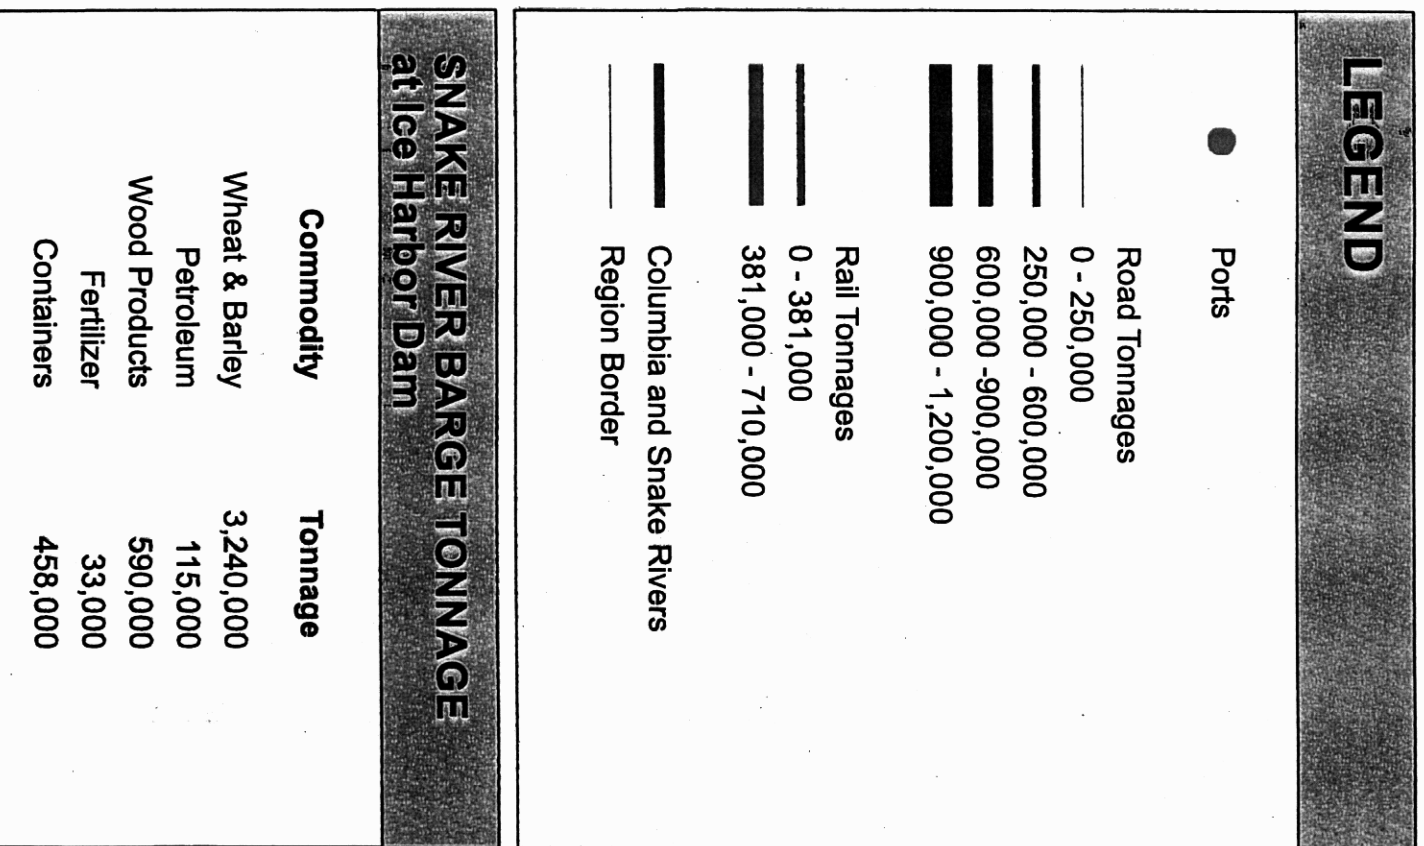 LEGEND
Ports
Road Tonnages
0 - 250,000
250,000 - 600,000
600,000 -900,000
900,000 - 1,200,000
Rail Tonnages
0 - 381,000
381,000 - 710,000
Columbia and Snake Rivers
Region Border
SNAKE RIVER BARGE TONNAGE
at Ice Harbor Dam
Commodity Tonnage
Wheat & Barley 3,240,000
Petroleum 115,000
Wood Products 590,000
Fertilizer 33,000
Containers 458,000